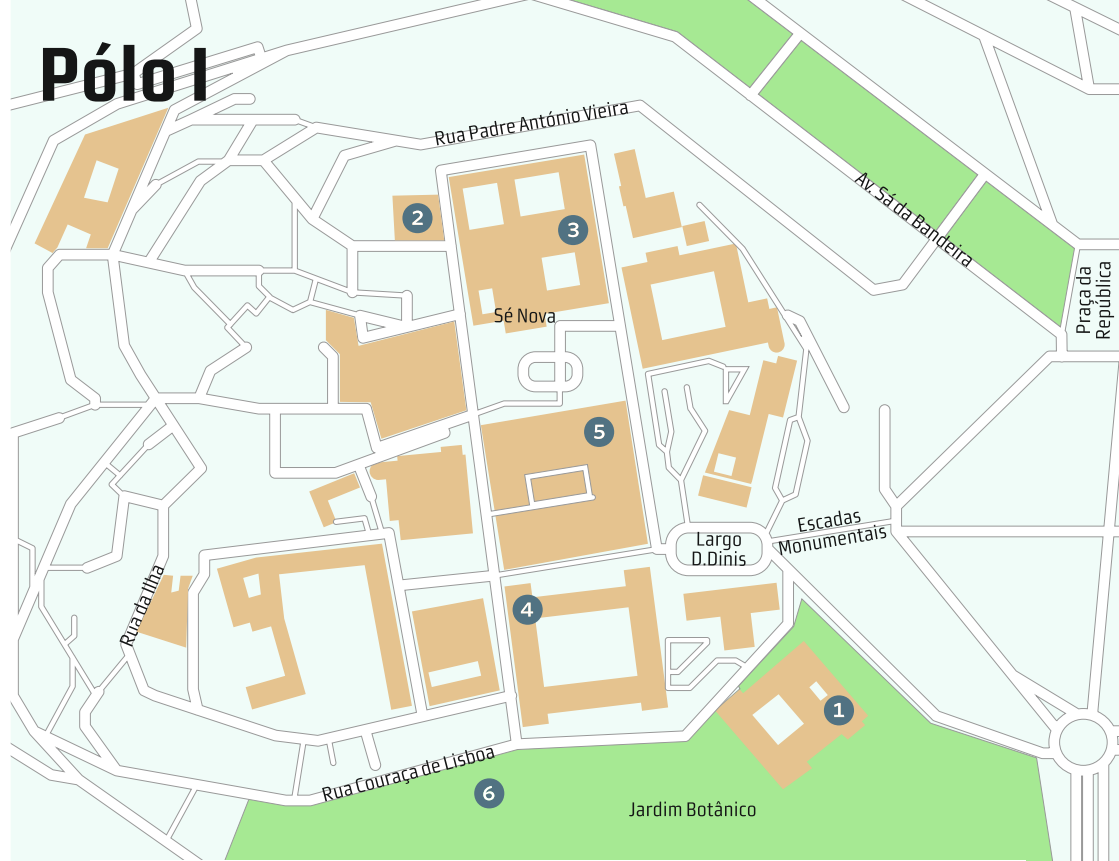 Pólo I
Rua Padre António Vieira
Av. Sá da Bandeira
2
3
Praça da
República
Sé Nova
5
Escadas
Monumentais
Largo
D.Dinis
Rua da Ilha
4
1
Rua Couraça de Lisboa
6
Jardim Botânico